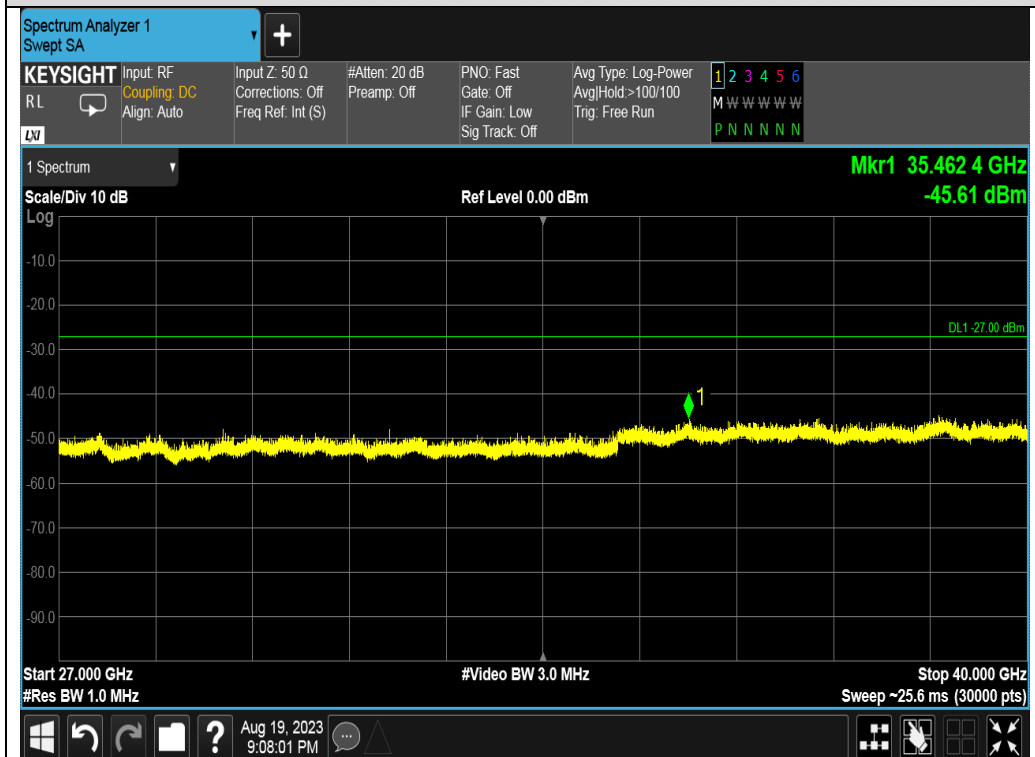 Spectrum Analyzer 1
Swept SA
+
KEYSIGHT Input: RF Input Z: 50 Ω #Atten: 20 dB PNO: Fast Avg Type: Log-Power 1 2 3 4 5 6
R L Coupling: DC Corrections: Off Preamp: Off Gate: Off Avg|Hold:>100/100 M W W W W W
Align: Auto Freq Ref: Int (S) IF Gain: Low Trig: Free Run
LXI Sig Track: Off P N N N N N
1 Spectrum Mkr1 35.462 4 GHz
Scale/Div 10 dB Ref Level 0.00 dBm -45.61 dBm
Log
-10.0
-20.0
DL1 -27.00 dBm
-30.0
-40.0
1
-50.0
-60.0
-70.0
-80.0
-90.0
Start 27.000 GHz #Video BW 3.0 MHz Stop 40.000 GHz
#Res BW 1.0 MHz Sweep ~25.6 ms (30000 pts)
? Aug 19, 2023
9:08:01 PM